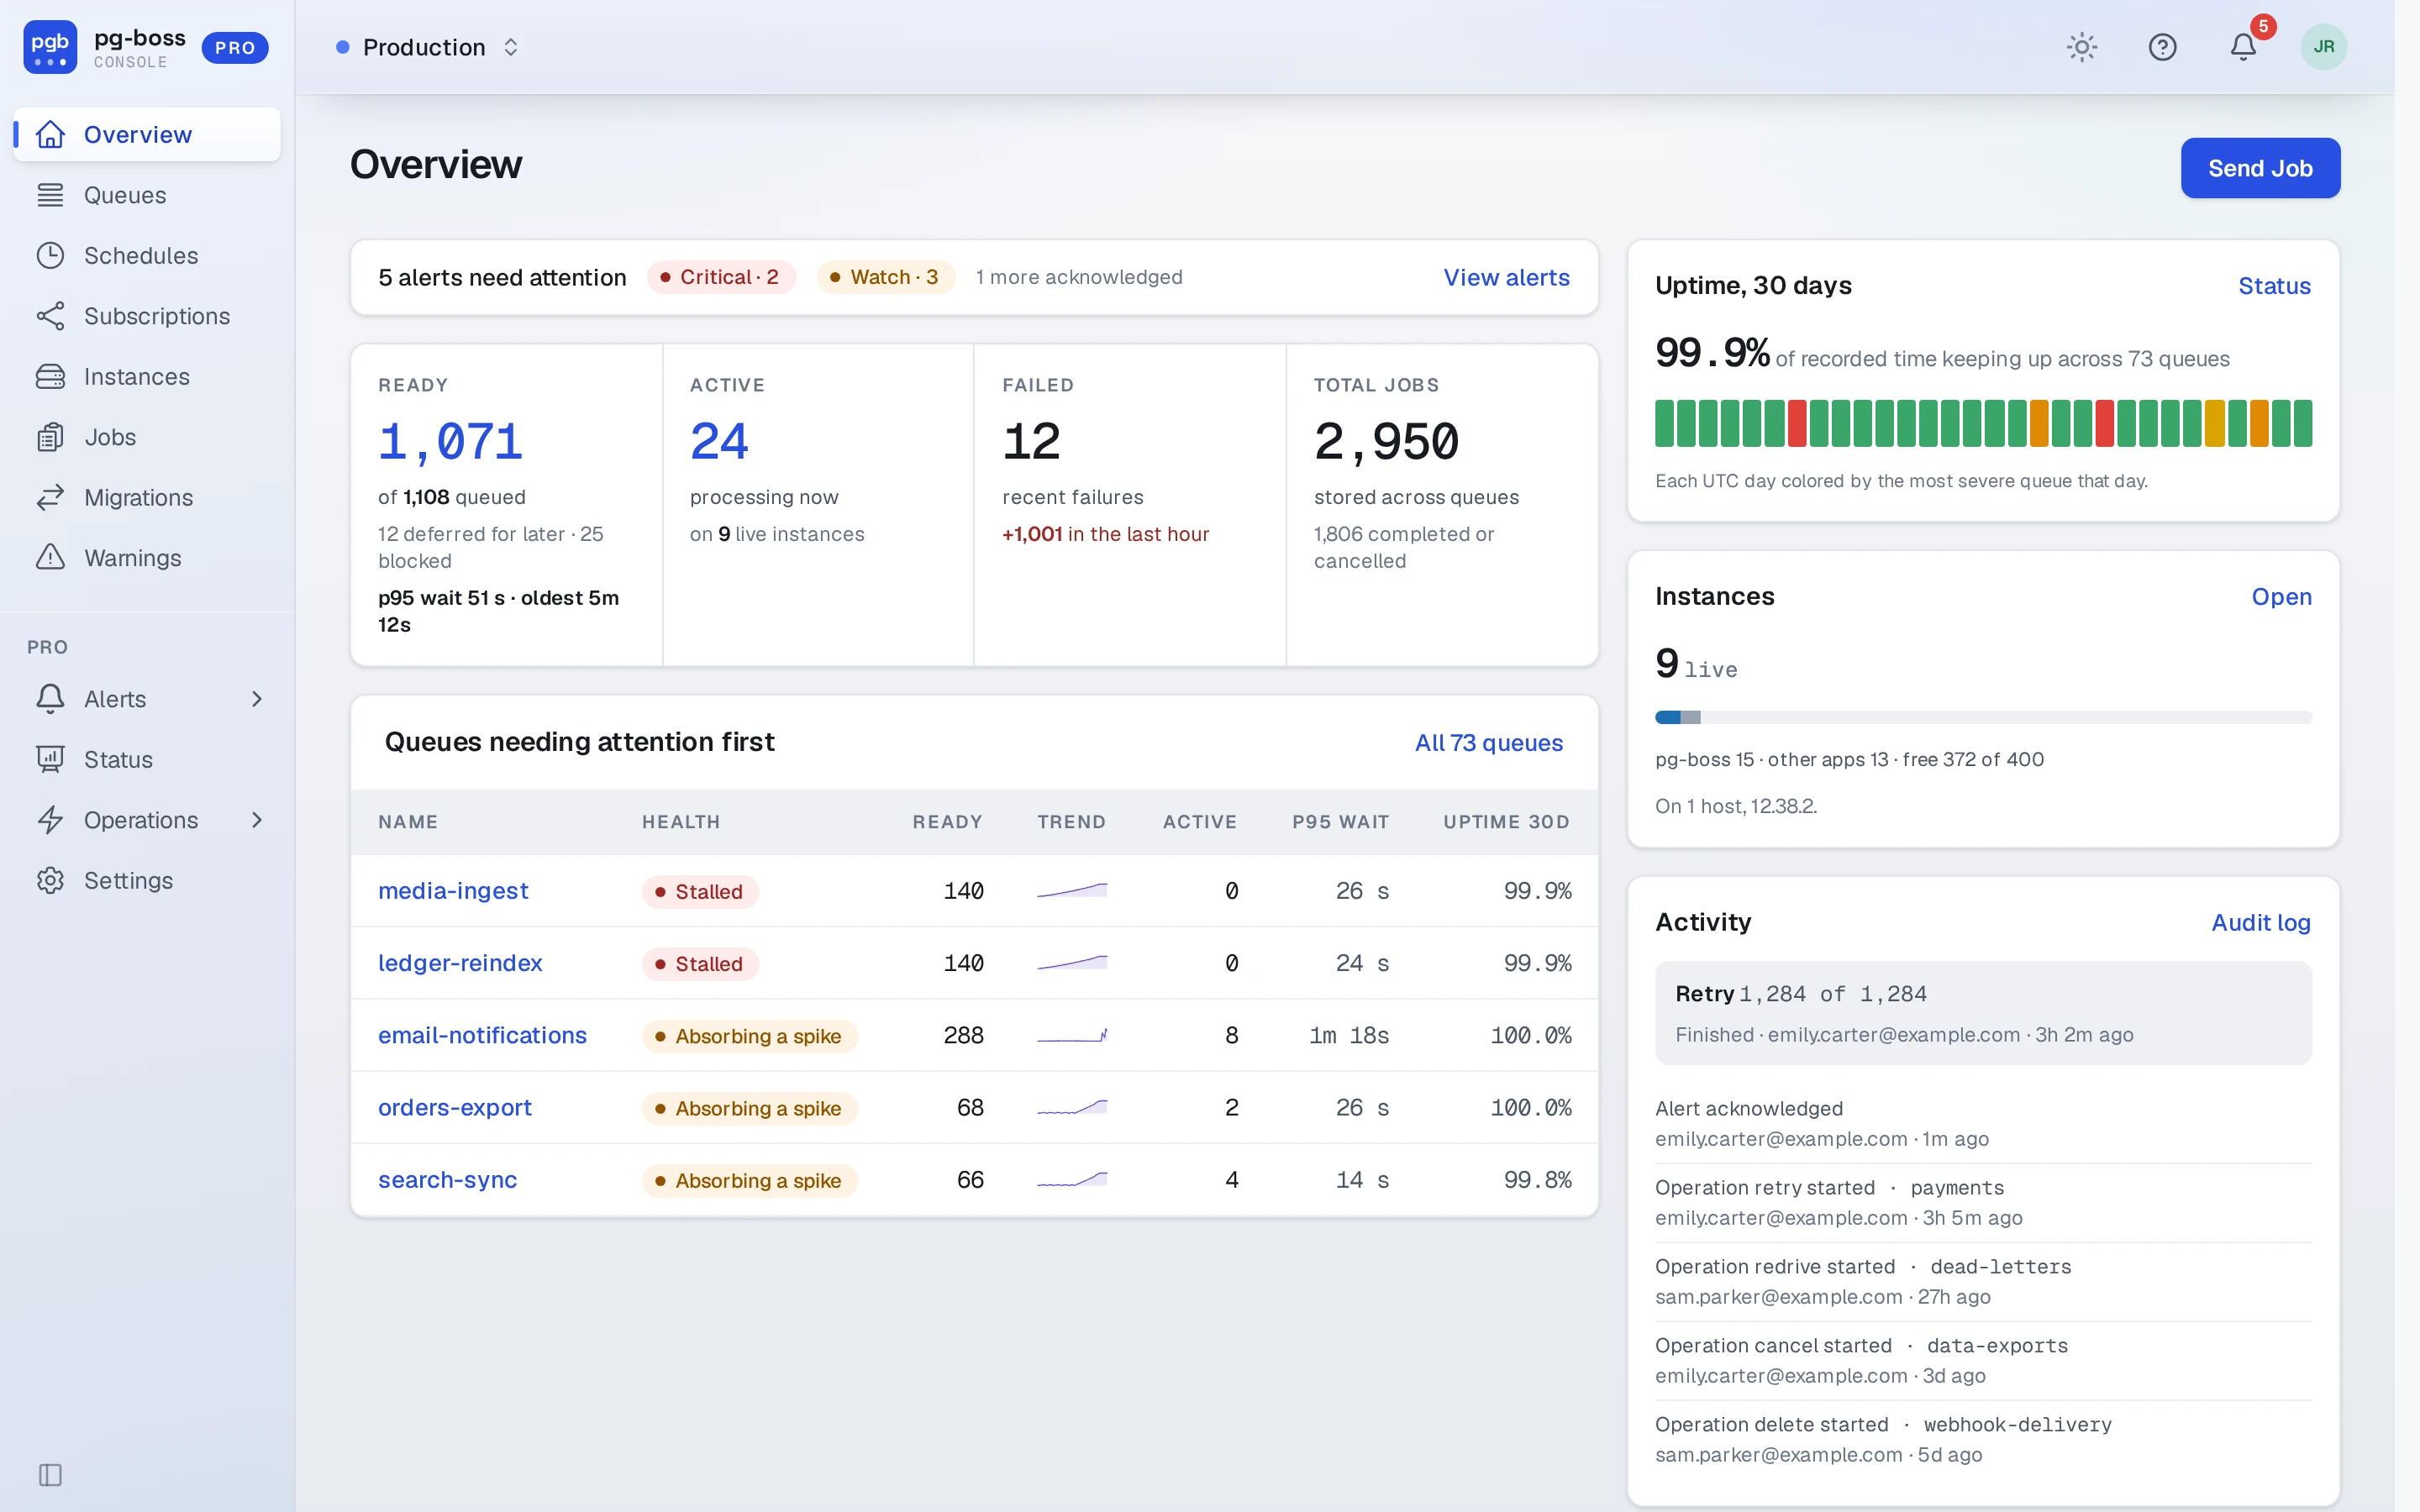 pgb
pg-boss
CONSOLE
PRO
Production
5
JR
Overview
Queues
Schedules
Subscriptions
Instances
Jobs
Migrations
Warnings
PRO
Alerts
Status
Operations
Settings
Overview
Send Job
5 alerts need attention
Critical · 2
Watch · 3
1 more acknowledged
View alerts
READY
1,071
of 1,108 queued
12 deferred for later · 25
blocked
p95 wait 51 s · oldest 5m
12s
ACTIVE
24
processing now
on 9 live instances
FAILED
12
recent failures
+1,001 in the last hour
TOTAL JOBS
2,950
stored across queues
1,806 completed or
cancelled
Queues needing attention first
All 73 queues
NAME HEALTH READY TREND ACTIVE P95 WAIT UPTIME 30D
media-ingest Stalled 140 0 26 s 99.9%
ledger-reindex Stalled 140 0 24 s 99.9%
email-notifications Absorbing a spike 288 8 1m 18s 100.0%
orders-export Absorbing a spike 68 2 26 s 100.0%
search-sync Absorbing a spike 66 4 14 s 99.8%
Uptime, 30 days
Status
99.9% of recorded time keeping up across 73 queues
Each UTC day colored by the most severe queue that day.
Instances
Open
9 live
pg-boss 15 · other apps 13 · free 372 of 400
On 1 host, 12.38.2.
Activity
Audit log
Retry 1,284 of 1,284
Finished · emily.carter@example.com · 3h 2m ago
Alert acknowledged
emily.carter@example.com · 1m ago
Operation retry started · payments
emily.carter@example.com · 3h 5m ago
Operation redrive started · dead-letters
sam.parker@example.com · 27h ago
Operation cancel started · data-exports
emily.carter@example.com · 3d ago
Operation delete started · webhook-delivery
sam.parker@example.com · 5d ago